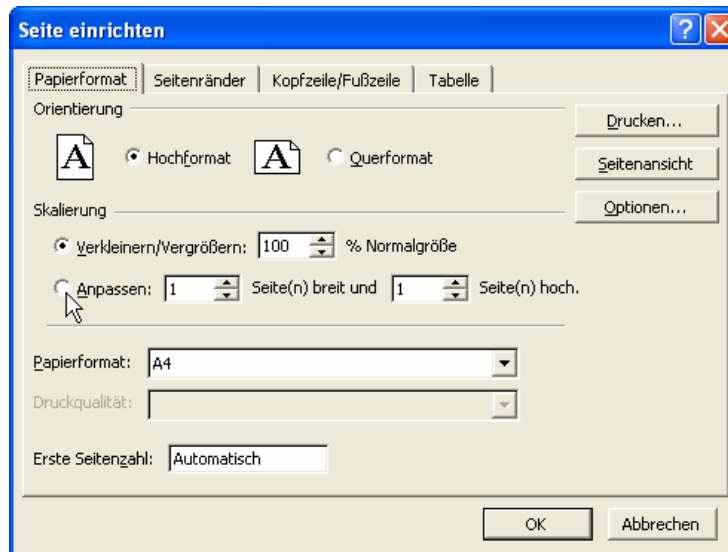 Seite einrichten
Papierformat Seitenränder Kopfzeile/Fußzeile Tabelle
Orientierung
Drucken...
A Hochformat A Querformat
Seitenansicht
Skalierung
Optionen...
Verkleinern/Vergrößern: 100 % Normalgröße
Anpassen: 1 Seite(n) breit und 1 Seite(n) hoch.
Papierformat: A4
Druckqualität:
Erste Seitenzahl: Automatisch
OK Abbrechen